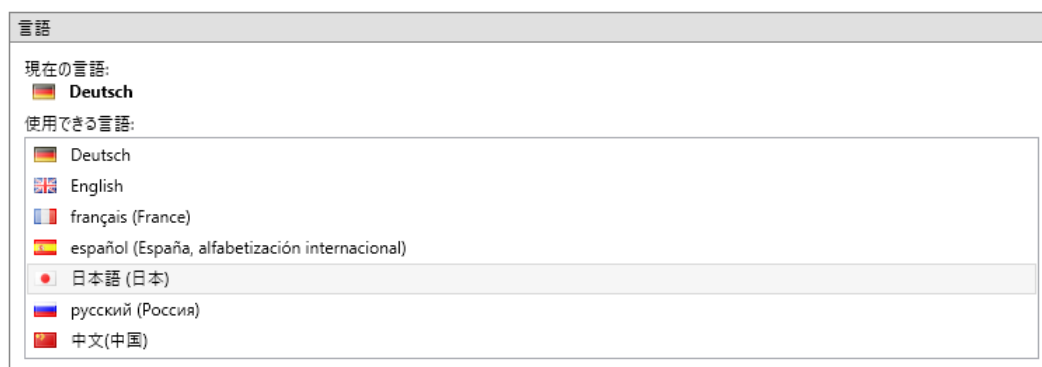 言語
現在の言語:
Deutsch
使用できる言語:
Deutsch
English
français (France)
español (España, alfabetización internacional)
日本語 (日本)
русский (Россия)
中文(中国)